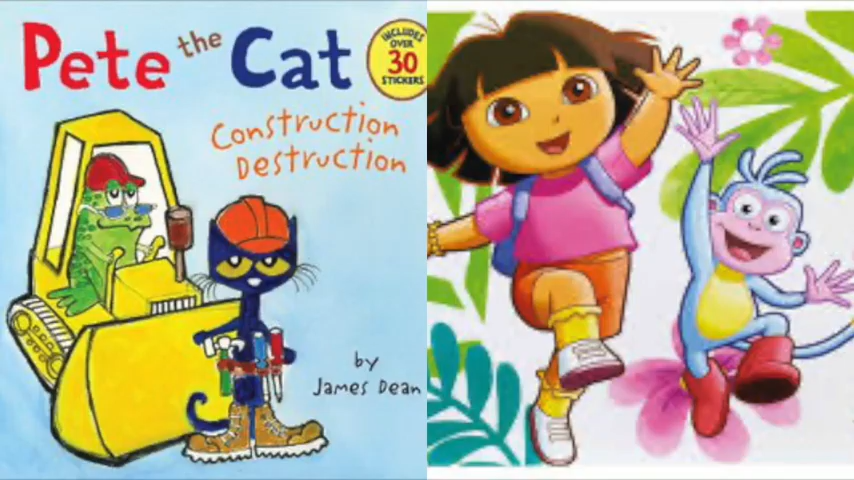 Pete the Cat
INCLUDES
OVER
30
STICKERS
Construction
Destruction
by
James Dean